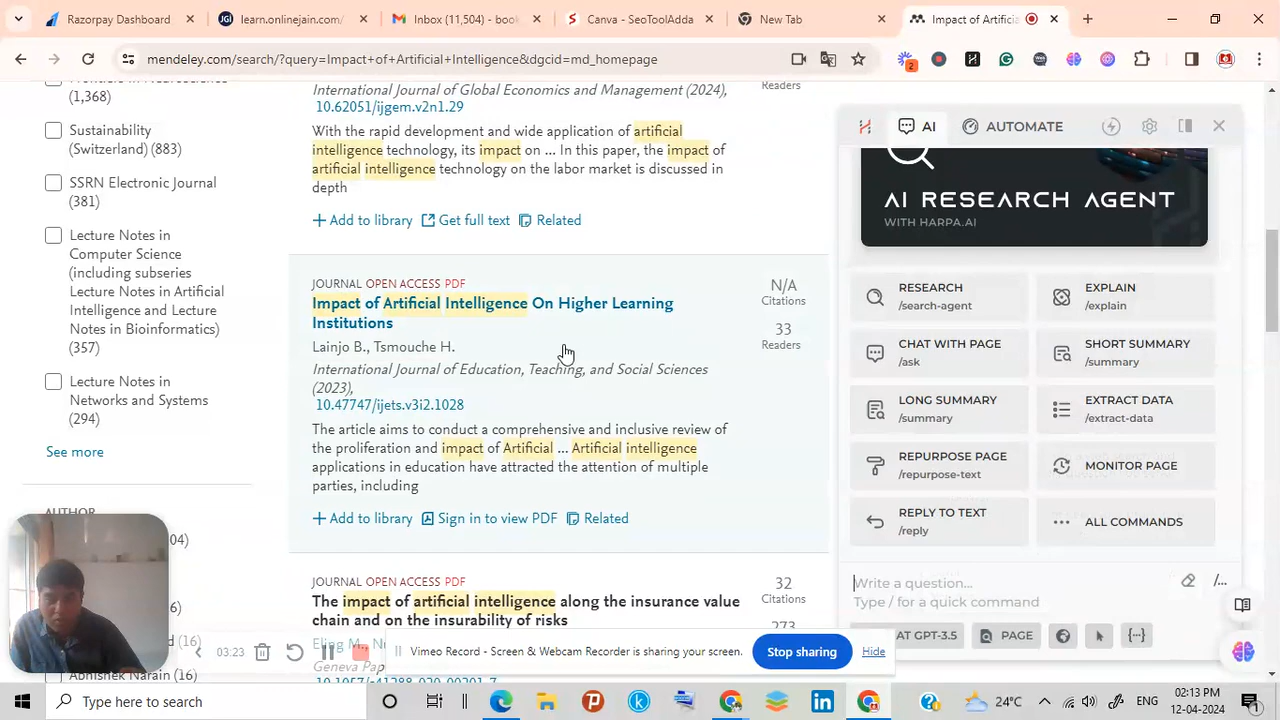 Razorpay Dashboard
learn.onlinejain.com/
Inbox (11,504) - book
Canva - SeoToolAdda
New Tab
Impact of Artificia
mendeley.com/search/?query=Impact+of+Artificial+Intelligence&dgcid=md_homepage
2
(1,368)
Sustainability
(Switzerland) (883)
SSRN Electronic Journal
(381)
Lecture Notes in
Computer Science
(including subseries
Lecture Notes in Artificial
Intelligence and Lecture
Notes in Bioinformatics)
(357)
Lecture Notes in
Networks and Systems
(294)
See more
AUTHOR
International Journal of Global Economics and Management (2024),
10.62051/ijgem.v2n1.29
Readers
With the rapid development and wide application of artificial
intelligence technology, its impact on ... In this paper, the impact of
artificial intelligence technology on the labor market is discussed in
depth
Add to library
Get full text
Related
JOURNAL OPEN ACCESS PDF
Impact of Artificial Intelligence On Higher Learning
Institutions
N/A
Citations
33
Readers
Lainjo B., Tsmouche H.
International Journal of Education, Teaching, and Social Sciences
(2023),
10.47747/ijets.v3i2.1028
The article aims to conduct a comprehensive and inclusive review of
the proliferation and impact of Artificial ... Artificial intelligence
applications in education have attracted the attention of multiple
parties, including
Add to library
Sign in to view PDF
Related
JOURNAL OPEN ACCESS PDF
The impact of artificial intelligence along the insurance value
chain and on the insurability of risks
32
Citations
273
Eling M., N
Geneva Pap
AI
AUTOMATE
AI RESEARCH AGENT
WITH HARPA.AI
RESEARCH
/search-agent
EXPLAIN
/explain
CHAT WITH PAGE
/ask
SHORT SUMMARY
/summary
LONG SUMMARY
/summary
EXTRACT DATA
/extract-data
REPURPOSE PAGE
/repurpose-text
MONITOR PAGE
REPLY TO TEXT
/reply
ALL COMMANDS
Write a question...
Type / for a quick command
/...
AT GPT-3.5
PAGE
{...}
03:23
Vimeo Record - Screen & Webcam Recorder is sharing your screen.
Stop sharing
Hide
Abhishek Narain (16)
Type here to search
24°C
ENG
02:13 PM
12-04-2024